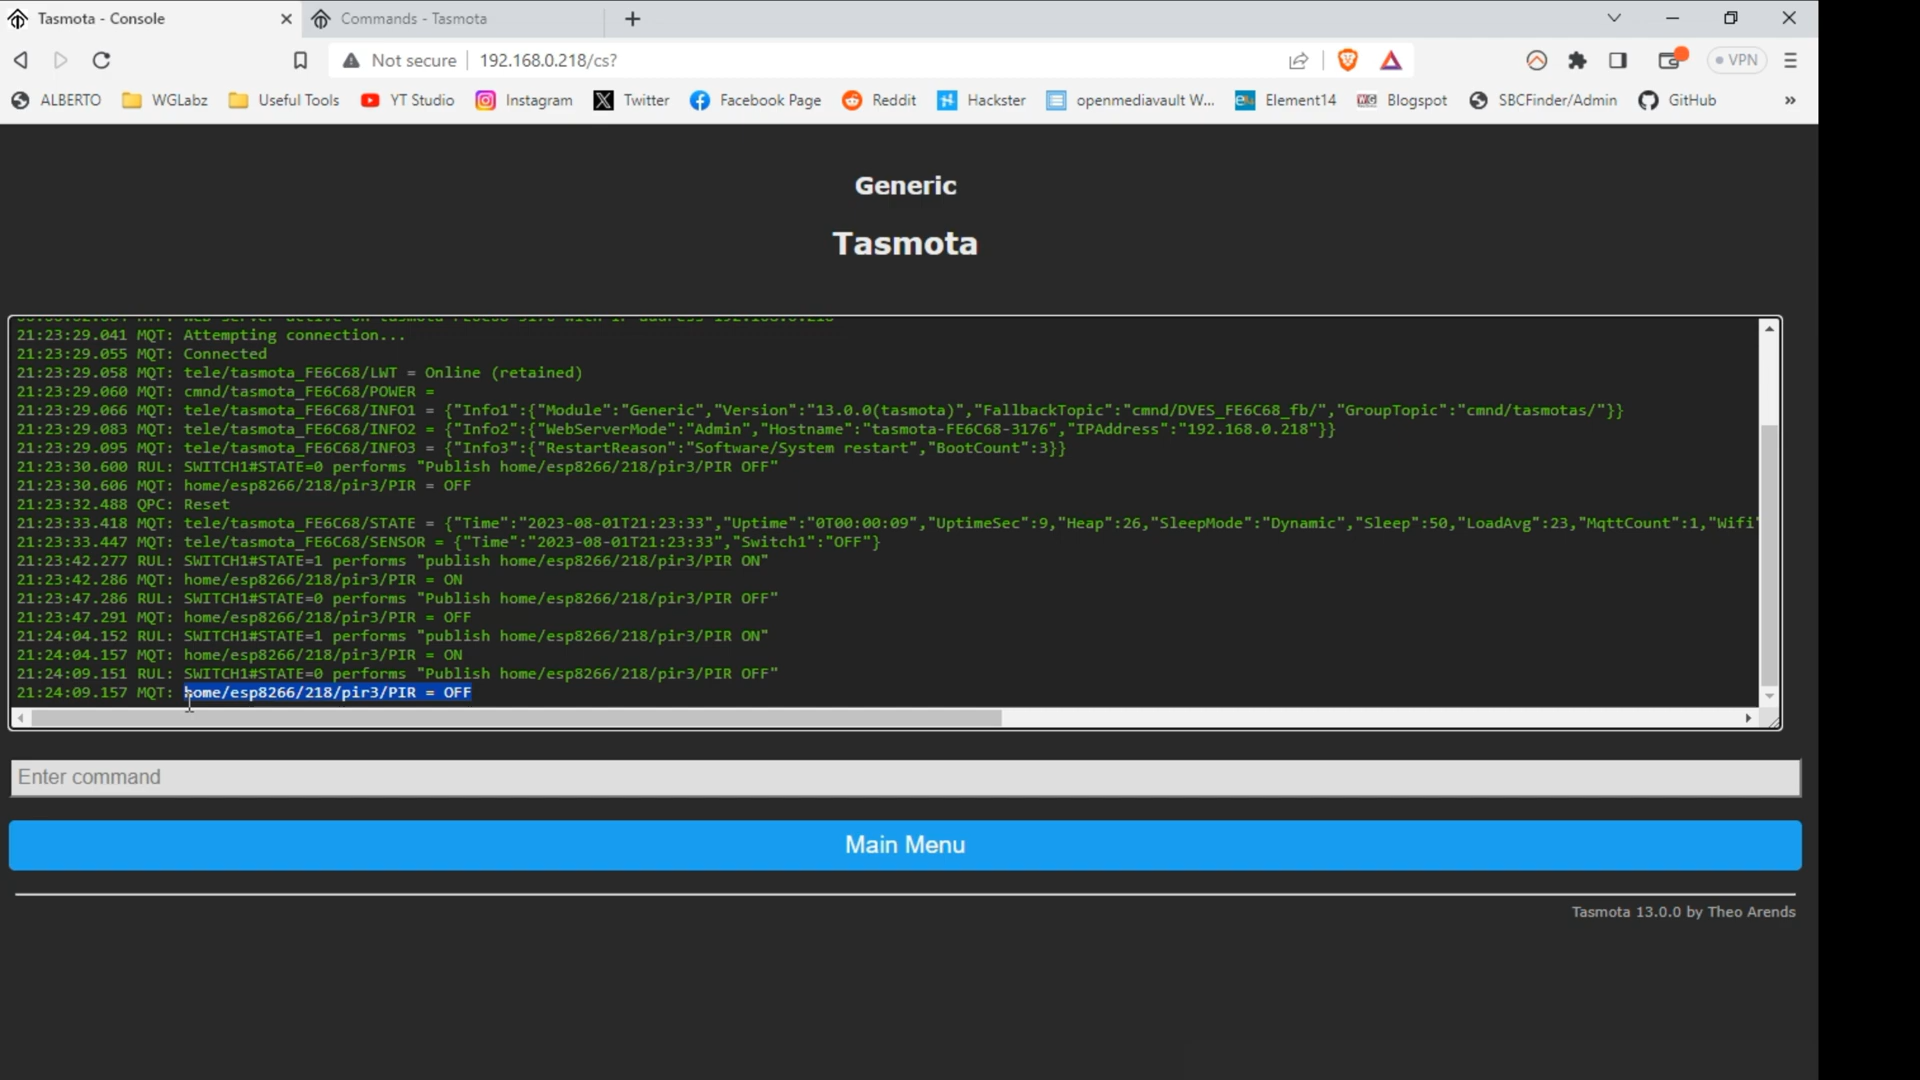 Tasmota - Console
Commands - Tasmota
Not secure
192.168.0.218/cs?
VPN
ALBERTO
WGLabz
Useful Tools
YT Studio
Instagram
Twitter
Facebook Page
Reddit
Hackster
openmediavault W...
Element14
Blogspot
SBCFinder/Admin
GitHub
»
Generic
Tasmota
21:23:29.041 MQT: Attempting connection...
21:23:29.055 MQT: Connected
21:23:29.058 MQT: tele/tasmota_FE6C68/LWT = Online (retained)
21:23:29.060 MQT: cmnd/tasmota_FE6C68/POWER =
21:23:29.066 MQT: tele/tasmota_FE6C68/INFO1 = {"Info1":{"Module":"Generic","Version":"13.0.0(tasmota)","FallbackTopic":"cmnd/DVES_FE6C68_fb/","GroupTopic":"cmnd/tasmotas/"}}
21:23:29.083 MQT: tele/tasmota_FE6C68/INFO2 = {"Info2":{"WebServerMode":"Admin","Hostname":"tasmota-FE6C68-3176","IPAddress":"192.168.0.218"}}
21:23:29.095 MQT: tele/tasmota_FE6C68/INFO3 = {"Info3":{"RestartReason":"Software/System restart","BootCount":3}}
21:23:30.600 RUL: SWITCH1#STATE=0 performs "Publish home/esp8266/218/pir3/PIR OFF"
21:23:30.606 MQT: home/esp8266/218/pir3/PIR = OFF
21:23:32.488 QPC: Reset
21:23:33.418 MQT: tele/tasmota_FE6C68/STATE = {"Time":"2023-08-01T21:23:33","Uptime":"0T00:00:09","UptimeSec":9,"Heap":26,"SleepMode":"Dynamic","Sleep":50,"LoadAvg":23,"MqttCount":1,"Wifi"
21:23:33.447 MQT: tele/tasmota_FE6C68/SENSOR = {"Time":"2023-08-01T21:23:33","Switch1":"OFF"}
21:23:42.277 RUL: SWITCH1#STATE=1 performs "publish home/esp8266/218/pir3/PIR ON"
21:23:42.286 MQT: home/esp8266/218/pir3/PIR = ON
21:23:47.286 RUL: SWITCH1#STATE=0 performs "Publish home/esp8266/218/pir3/PIR OFF"
21:23:47.291 MQT: home/esp8266/218/pir3/PIR = OFF
21:24:04.152 RUL: SWITCH1#STATE=1 performs "publish home/esp8266/218/pir3/PIR ON"
21:24:04.157 MQT: home/esp8266/218/pir3/PIR = ON
21:24:09.151 RUL: SWITCH1#STATE=0 performs "Publish home/esp8266/218/pir3/PIR OFF"
21:24:09.157 MQT: home/esp8266/218/pir3/PIR = OFF
Enter command
Main Menu
Tasmota 13.0.0 by Theo Arends